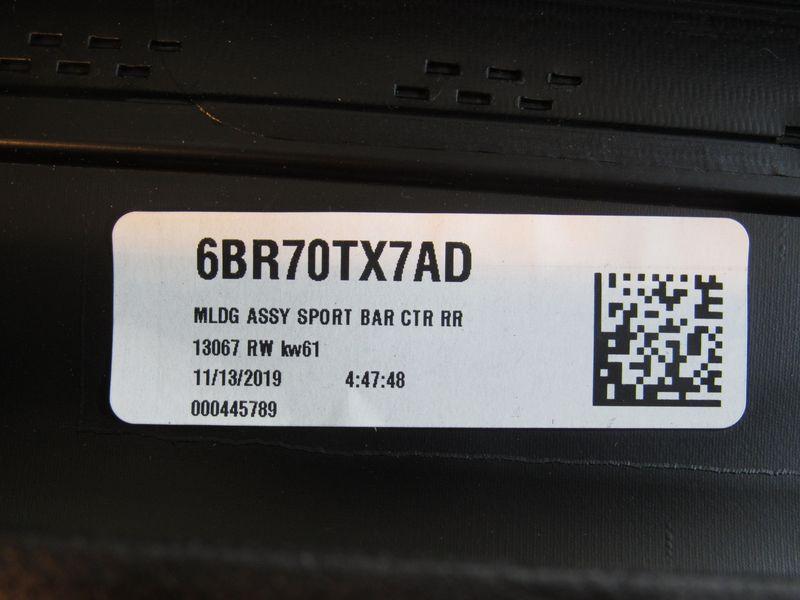 6BR70TX7AD
MLDG ASSY SPORT BAR CTR RR
13067 RW kw61
11/13/2019 4:47:48
000445789